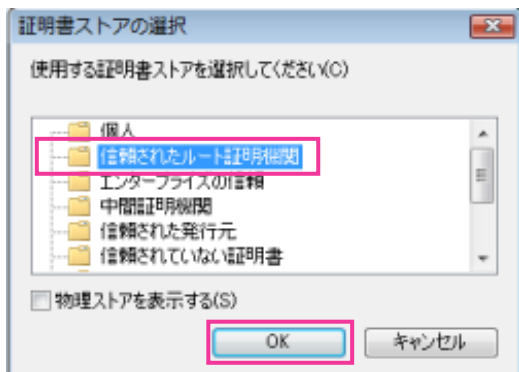 証明書ストアの選択
使用する証明書ストアを選択してください(C)
個人
信頼されたルート証明機関
エンタープライズの信頼
中間証明機関
信頼された発行元
信頼されていない証明書
物理ストアを表示する(S)
OK キャンセル